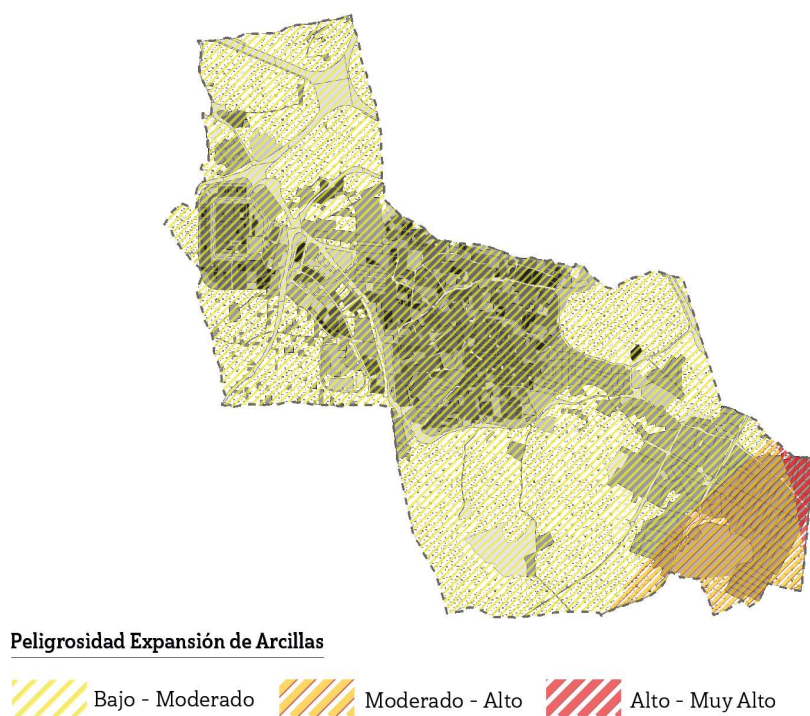 Peligrosidad Expansión de Arcillas
Bajo - Moderado
Moderado - Alto
Alto - Muy Alto